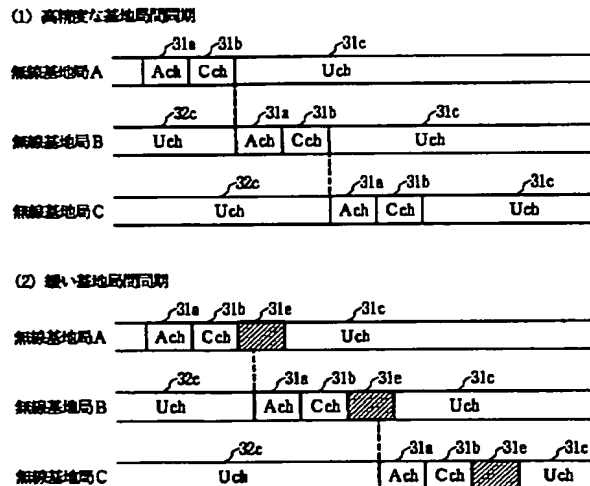 (1) 高精度な基地局間同期
31a 31b 31c
無線基地局A Ach Cch Uch
32c 31a 31b 31c
無線基地局B Uch Ach Cch Uch
32c 31a 31b 31c
無線基地局C Uch Ach Cch Uch
(2) 緩い基地局間同期
31a 31b 31e 31c
無線基地局A Ach Cch Uch
32c 31a 31b 31e 31c
無線基地局B Uch Ach Cch Uch
32c 31a 31b 31e 31c
無線基地局C Uch Ach Cch Uch